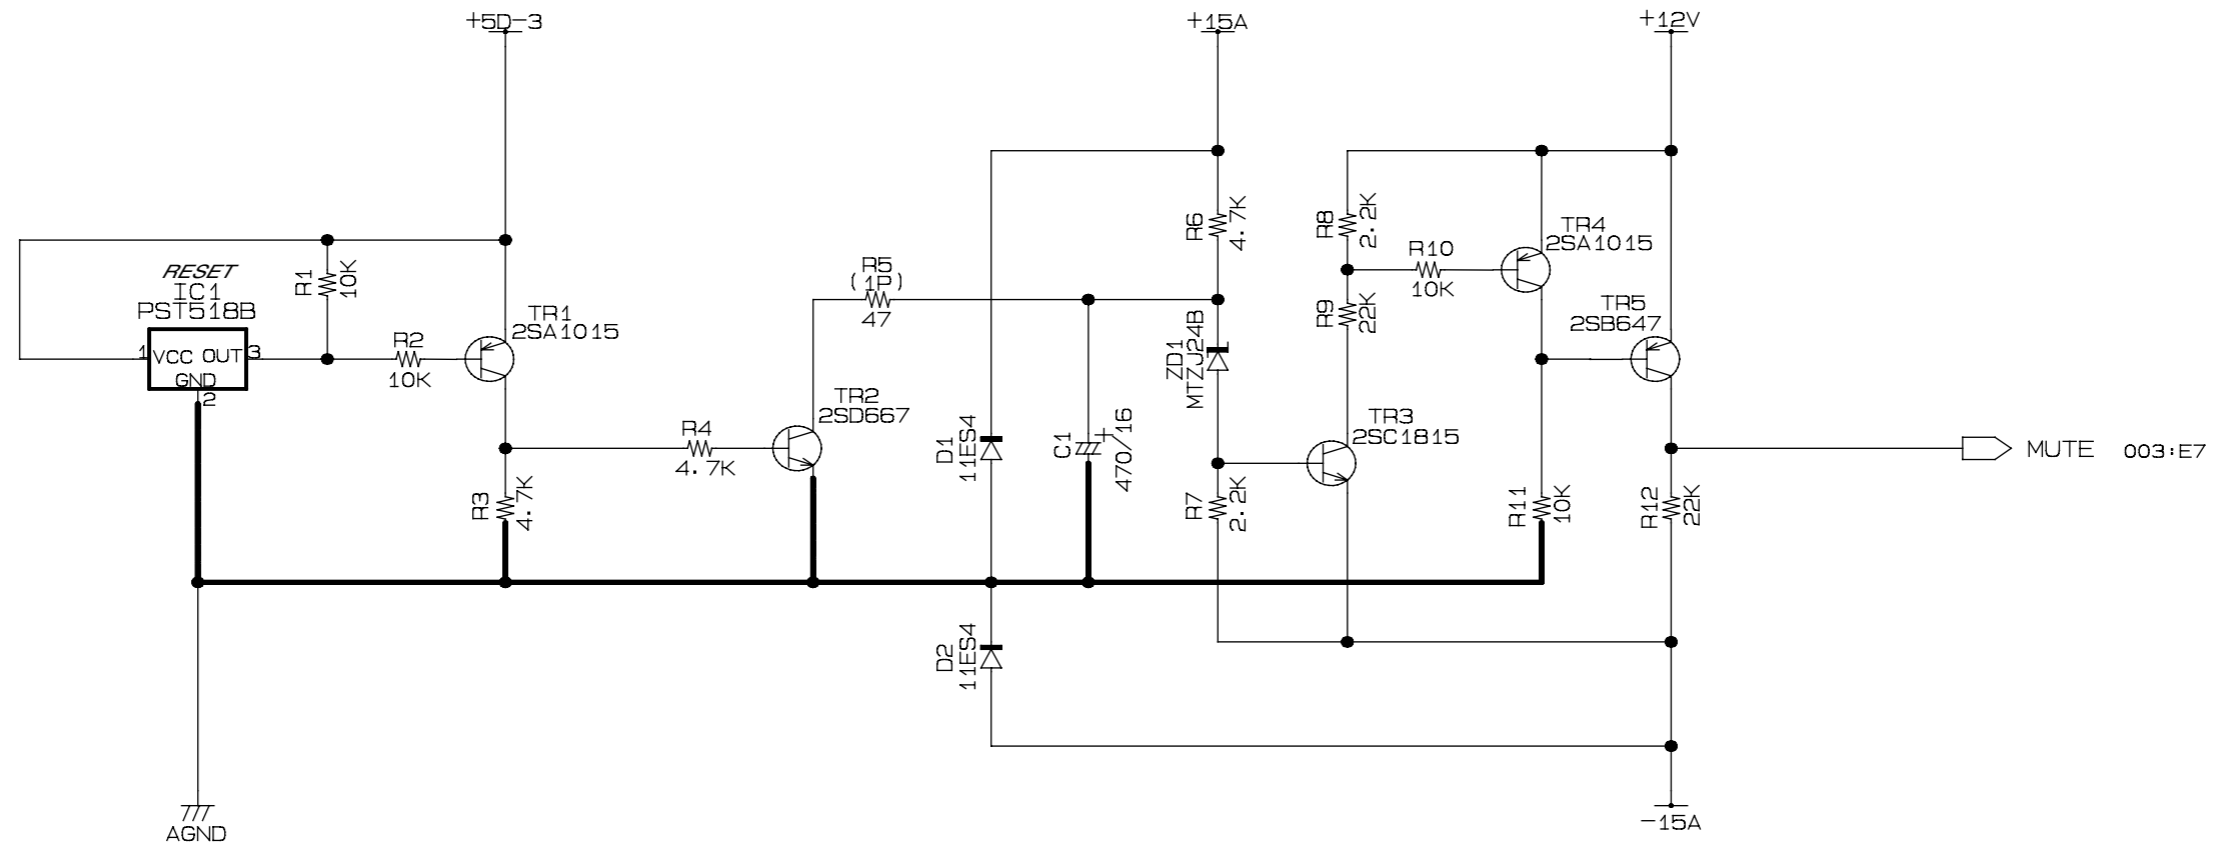 +5D-3
+15A
+12V
RESET
IC1
PST518B
1
VCC OUT
3
GND
2
R1
10K
R2
10K
TR1
2SA1015
R3
4.7K
R4
4.7K
TR2
2SD667
R5
(1P)
47
D1
11ES4
D2
11ES4
C1
+
470/16
R6
4.7K
ZD1
MTZJ24B
R7
2.2K
R8
2.2K
R9
22K
TR3
2SC1815
R10
10K
TR4
2SA1015
TR5
2SB647
R11
10K
R12
22K
MUTE 003:E7
AGND
-15A